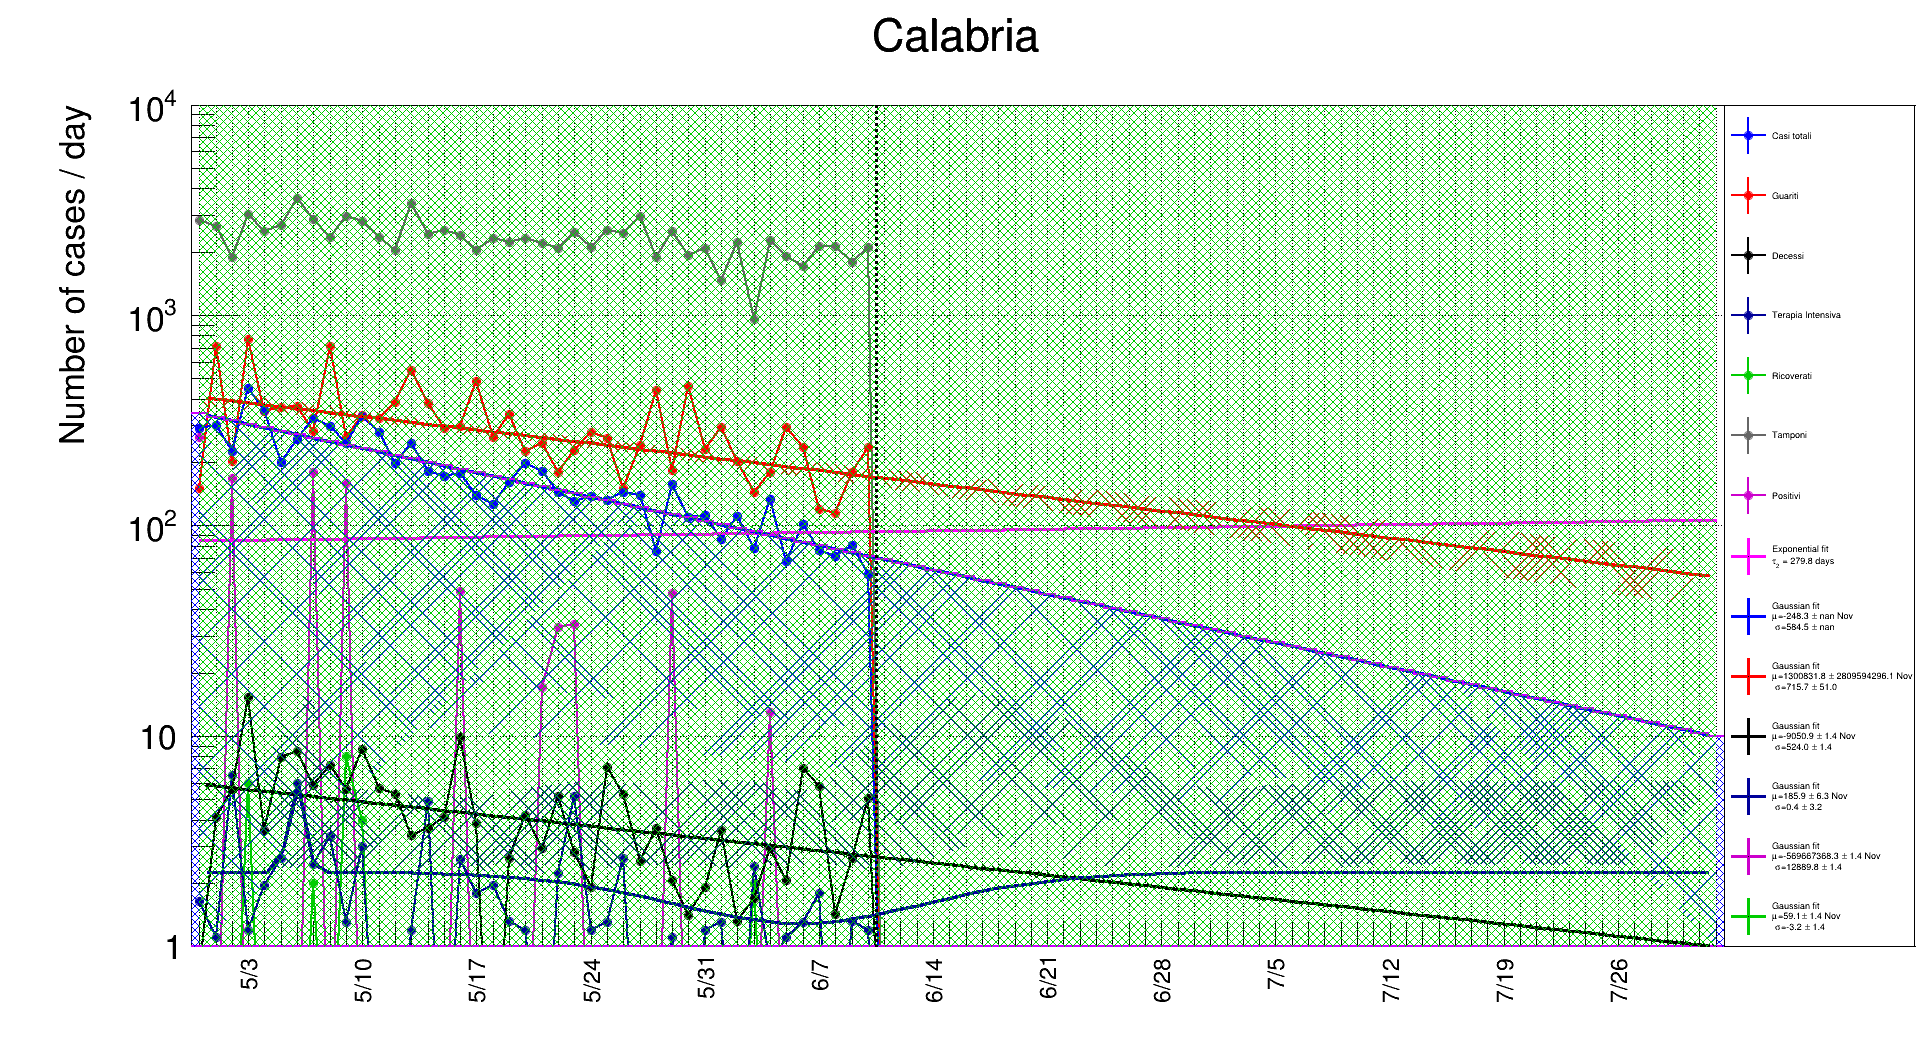 Calabria
Number of cases / day
10^4
10^3
10^2
10
1
5/3
5/10
5/17
5/24
5/31
6/7
6/14
6/21
6/28
7/5
7/12
7/19
7/26
Casi totali
Guariti
Decessi
Terapia Intensiva
Ricoverati
Tamponi
Positivi
Exponential fit
τ₂ = 279.8 days
Gaussian fit
μ=-248.3 ± nan Nov
σ=584.5 ± nan
Gaussian fit
μ=1300831.8 ± 2809594296.1 Nov
σ=715.7 ± 51.0
Gaussian fit
μ=-9050.9 ± 1.4 Nov
σ=524.0 ± 1.4
Gaussian fit
μ=185.9 ± 6.3 Nov
σ=0.4 ± 3.2
Gaussian fit
μ=-569667368.3 ± 1.4 Nov
σ=12889.8 ± 1.4
Gaussian fit
μ=59.1 ± 1.4 Nov
σ=-3.2 ± 1.4